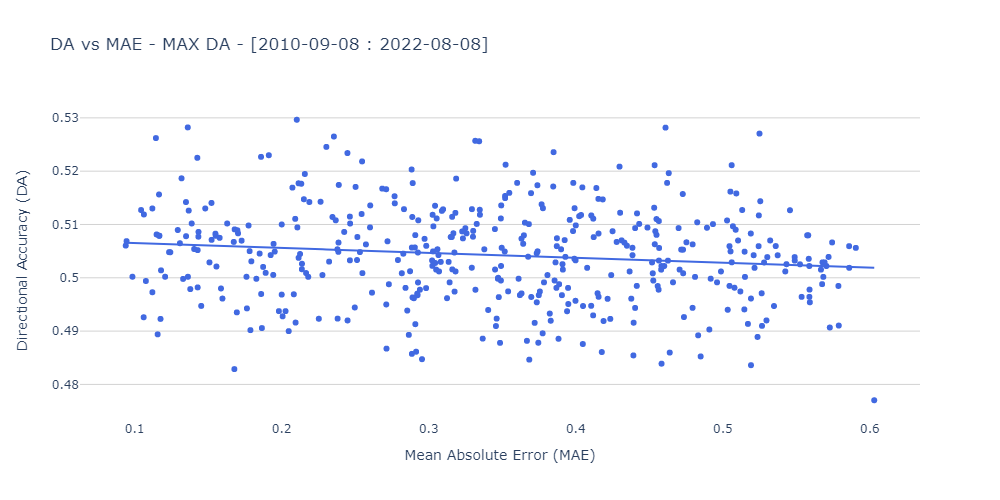 DA vs MAE - MAX DA - [2010-09-08 : 2022-08-08]
0.53
0.52
0.51
0.5
0.49
0.48
Directional Accuracy (DA)
0.1 0.2 0.3 0.4 0.5 0.6
Mean Absolute Error (MAE)